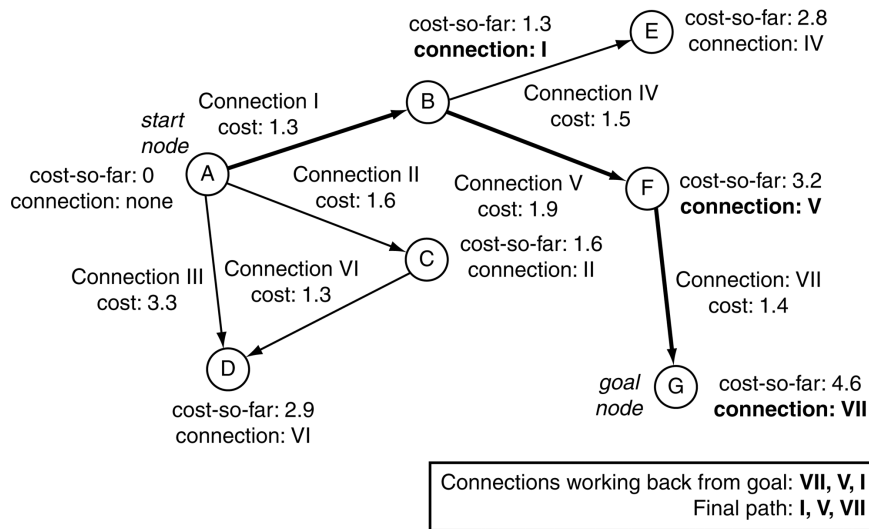 cost-so-far: 1.3
connection: I
E
cost-so-far: 2.8
connection: IV
Connection I
cost: 1.3
B
Connection IV
cost: 1.5
start
node
A
cost-so-far: 0
connection: none
Connection II
cost: 1.6
Connection V
cost: 1.9
F
cost-so-far: 3.2
connection: V
Connection III
cost: 3.3
Connection VI
cost: 1.3
C
cost-so-far: 1.6
connection: II
Connection: VII
cost: 1.4
D
cost-so-far: 2.9
connection: VI
goal
node
G
cost-so-far: 4.6
connection: VII
Connections working back from goal: VII, V, I
Final path: I, V, VII